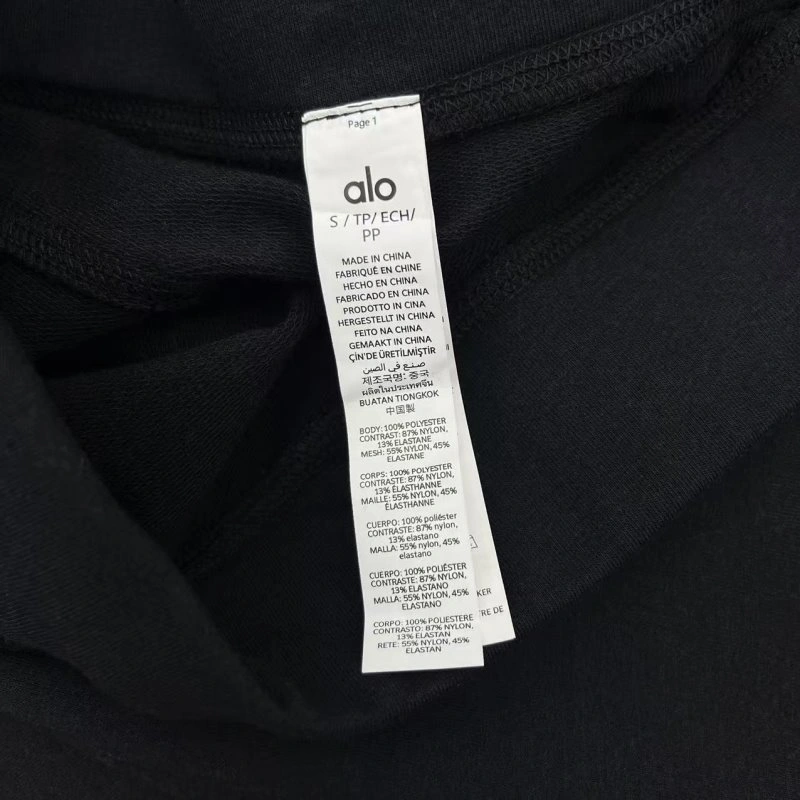 Page 1
alo
S / TP/ ECH/
PP
MADE IN CHINA
FABRIQUÉ EN CHINE
HECHO EN CHINA
FABRICADO EN CHINA
PRODOTTO IN CINA
HERGESTELLT IN CHINA
FEITO NA CHINA
GEMAAKT IN CHINA
ÇİN'DE ÜRETİLMİŞTİR
صنع في الصين
제조국명: 중국
ผลิตในประเทศจีน
BUATAN TIONGKOK
中国製
BODY: 100% POLYESTER
CONTRAST: 87% NYLON,
13% ELASTANE
MESH: 55% NYLON, 45%
ELASTANE
CORPS: 100% POLYESTER
CONTRASTE: 87% NYLON,
13% ÉLASTHANNE
MAILLE: 55% NYLON, 45%
ÉLASTHANNE
CUERPO: 100% poliéster
CONTRASTE: 87% nylon,
13% elastano
MALLA: 55% nylon, 45%
elastano
CUERPO: 100% POLIÉSTER
CONTRASTE: 87% NYLON,
13% ELASTANO
MALLA: 55% NYLON, 45%
ELASTANO
CORPO: 100% POLIESTERE
CONTRASTO: 87% NYLON,
13% ELASTAN
RETE: 55% NYLON, 45%
ELASTAN
KER
TRE DE